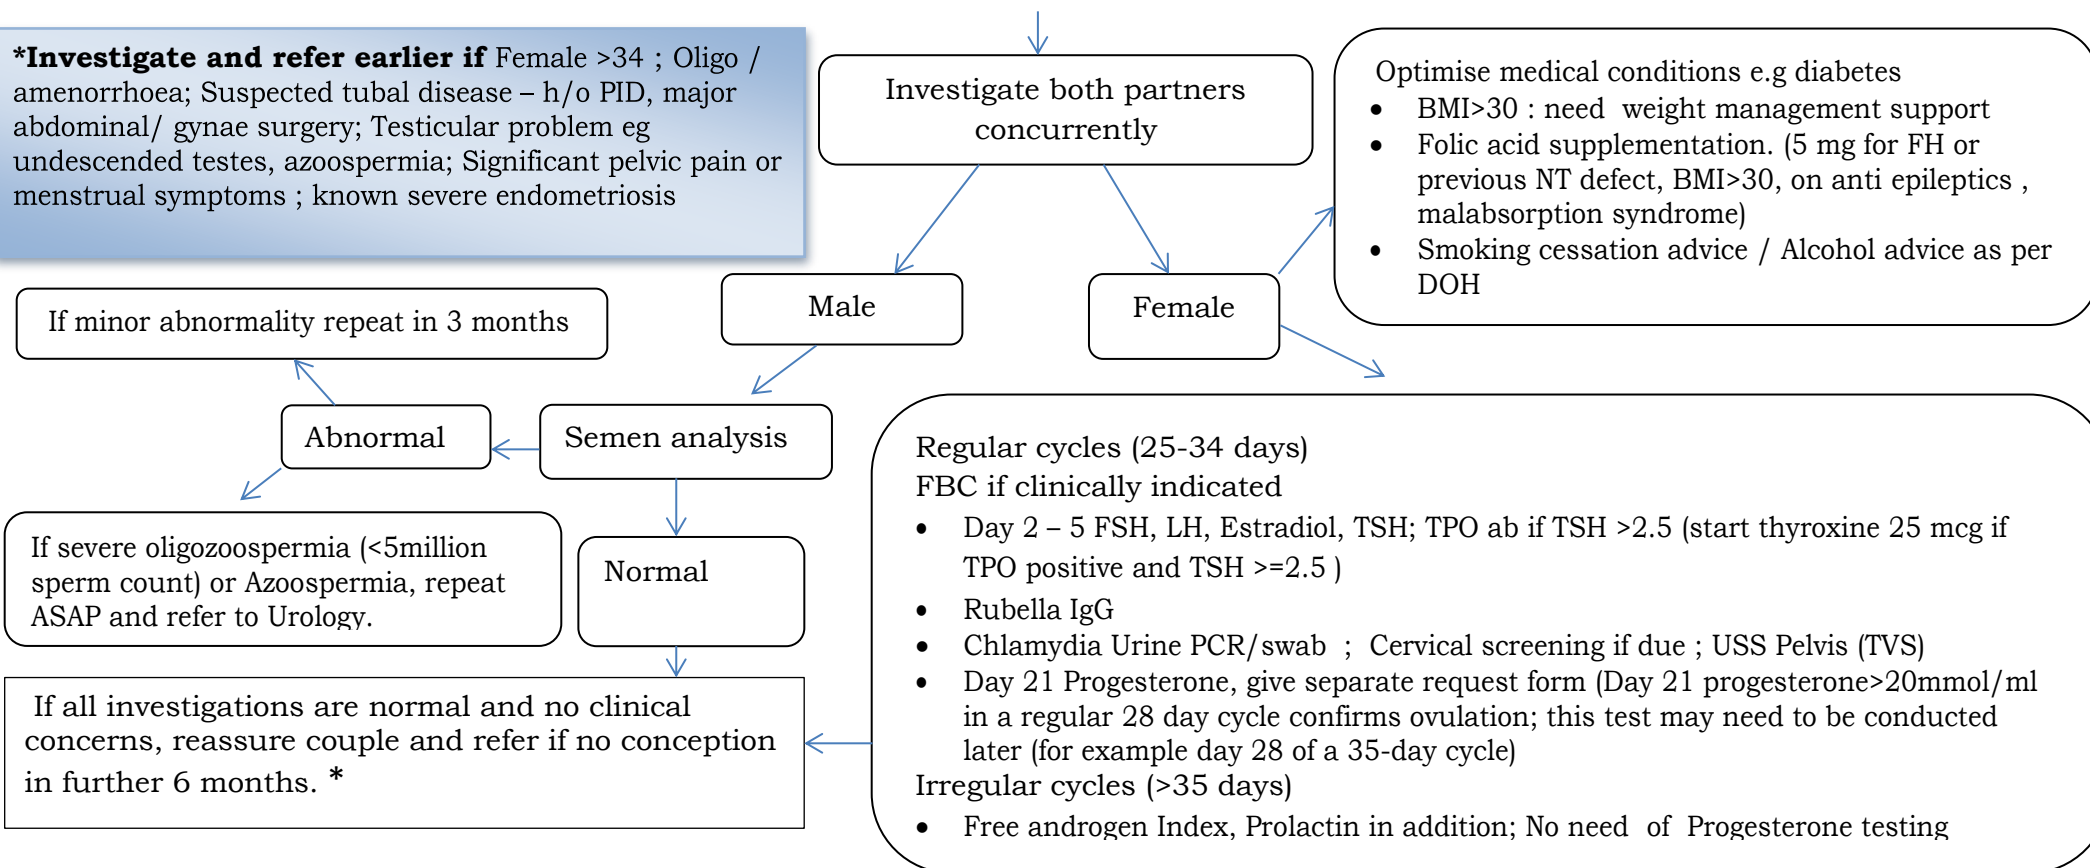 *Investigate and refer earlier if Female >34 ; Oligo /
amenorrhoea; Suspected tubal disease – h/o PID, major
abdominal/ gynae surgery; Testicular problem eg
undescended testes, azoospermia; Significant pelvic pain or
menstrual symptoms ; known severe endometriosis
Investigate both partners
concurrently
Optimise medical conditions e.g diabetes
• BMI>30 : need weight management support
• Folic acid supplementation. (5 mg for FH or
previous NT defect, BMI>30, on anti epileptics ,
malabsorption syndrome)
• Smoking cessation advice / Alcohol advice as per
DOH
Male
Female
If minor abnormality repeat in 3 months
Abnormal
Semen analysis
If severe oligozoospermia (<5million
sperm count) or Azoospermia, repeat
ASAP and refer to Urology.
Normal
If all investigations are normal and no clinical
concerns, reassure couple and refer if no conception
in further 6 months. *
Regular cycles (25-34 days)
FBC if clinically indicated
• Day 2 – 5 FSH, LH, Estradiol, TSH; TPO ab if TSH >2.5 (start thyroxine 25 mcg if
TPO positive and TSH >=2.5 )
• Rubella IgG
• Chlamydia Urine PCR/swab ; Cervical screening if due ; USS Pelvis (TVS)
• Day 21 Progesterone, give separate request form (Day 21 progesterone>20mmol/ml
in a regular 28 day cycle confirms ovulation; this test may need to be conducted
later (for example day 28 of a 35-day cycle)
Irregular cycles (>35 days)
• Free androgen Index, Prolactin in addition; No need of Progesterone testing